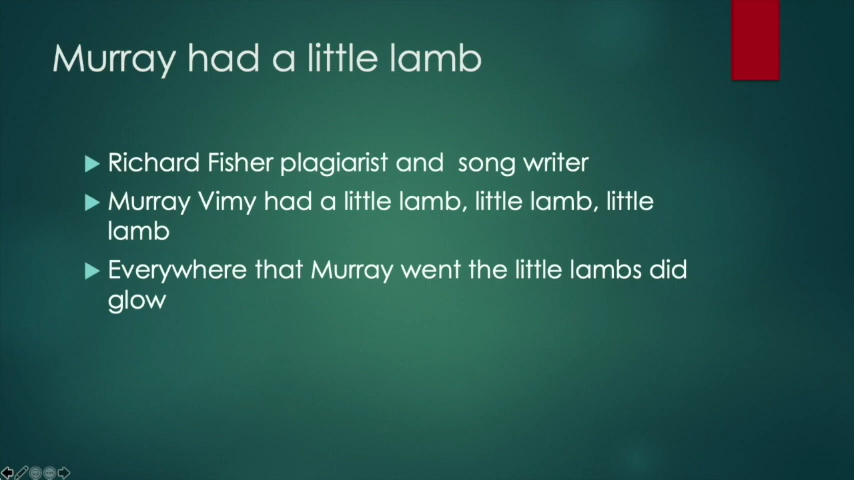 Murray had a little lamb
Richard Fisher plagiarist and  song writer
Murray Vimy had a little lamb, little lamb, little
lamb
Everywhere that Murray went the little lambs did
glow